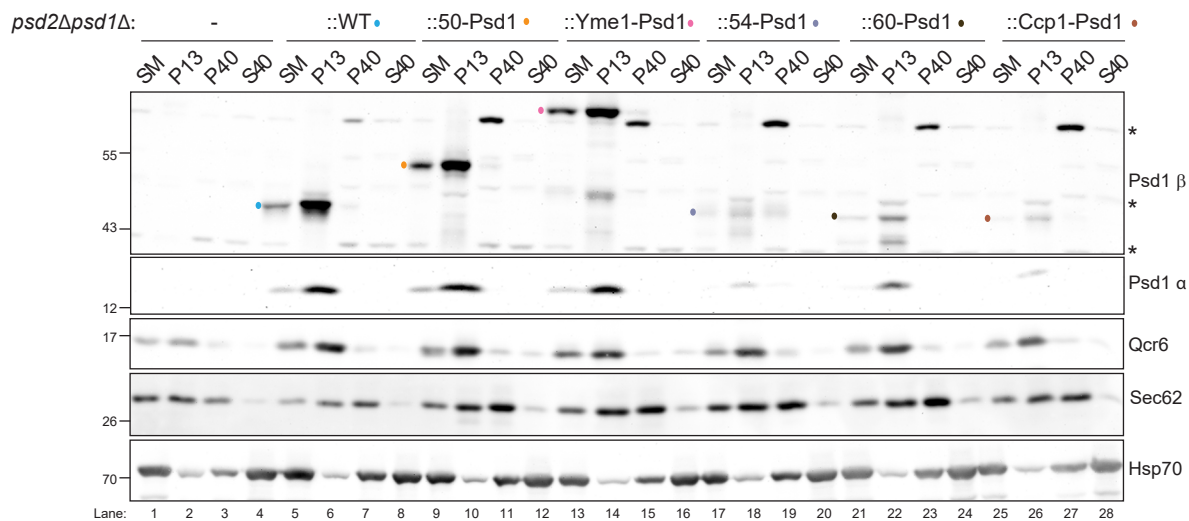 psd2Δpsd1Δ: - ::WT ::50-Psd1 ::Yme1-Psd1 ::54-Psd1 ::60-Psd1 ::Ccp1-Psd1
SM P13 P40 S40 SM P13 P40 S40 SM P13 P40 S40 SM P13 P40 S40 SM P13 P40 S40 SM P13 P40 S40 SM P13 P40 S40
*
55
Psd1 β
*
43
*
Psd1 α
12
17
Qcr6
Sec62
26
Hsp70
70
Lane: 1 2 3 4 5 6 7 8 9 10 11 12 13 14 15 16 17 18 19 20 21 22 23 24 25 26 27 28